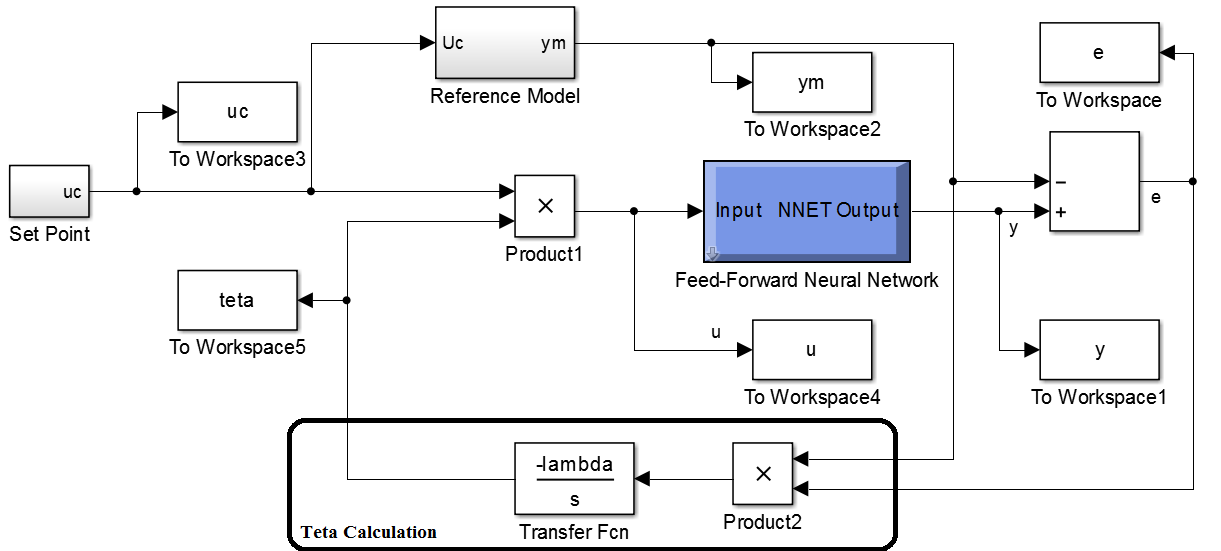 Uc ym
Reference Model
e
To Workspace
uc
To Workspace3
ym
To Workspace2
uc
Set Point
×
Product1
Input NNET Output
Feed-Forward Neural Network
y
−
+
e
teta
To Workspace5
u
u
To Workspace4
y
To Workspace1
-lambda
s
Transfer Fcn
×
Product2
Teta Calculation